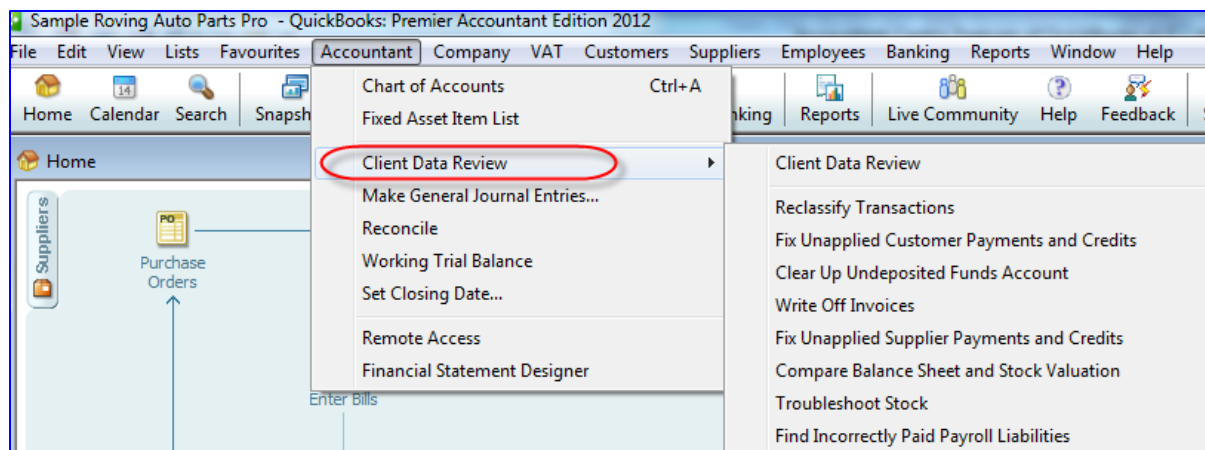 Sample Roving Auto Parts Pro - QuickBooks: Premier Accountant Edition 2012
File Edit View Lists Favourites Accountant Company VAT Customers Suppliers Employees Banking Reports Window Help
Home Calendar Search Snapsh nking Reports Live Community Help Feedback
14
Home
Chart of Accounts Ctrl+A
Fixed Asset Item List
Client Data Review
Make General Journal Entries...
Reconcile
Working Trial Balance
Set Closing Date...
Remote Access
Financial Statement Designer
Client Data Review
Reclassify Transactions
Fix Unapplied Customer Payments and Credits
Clear Up Undeposited Funds Account
Write Off Invoices
Fix Unapplied Supplier Payments and Credits
Compare Balance Sheet and Stock Valuation
Troubleshoot Stock
Find Incorrectly Paid Payroll Liabilities
Suppliers
PO
Purchase
Orders
Enter Bills